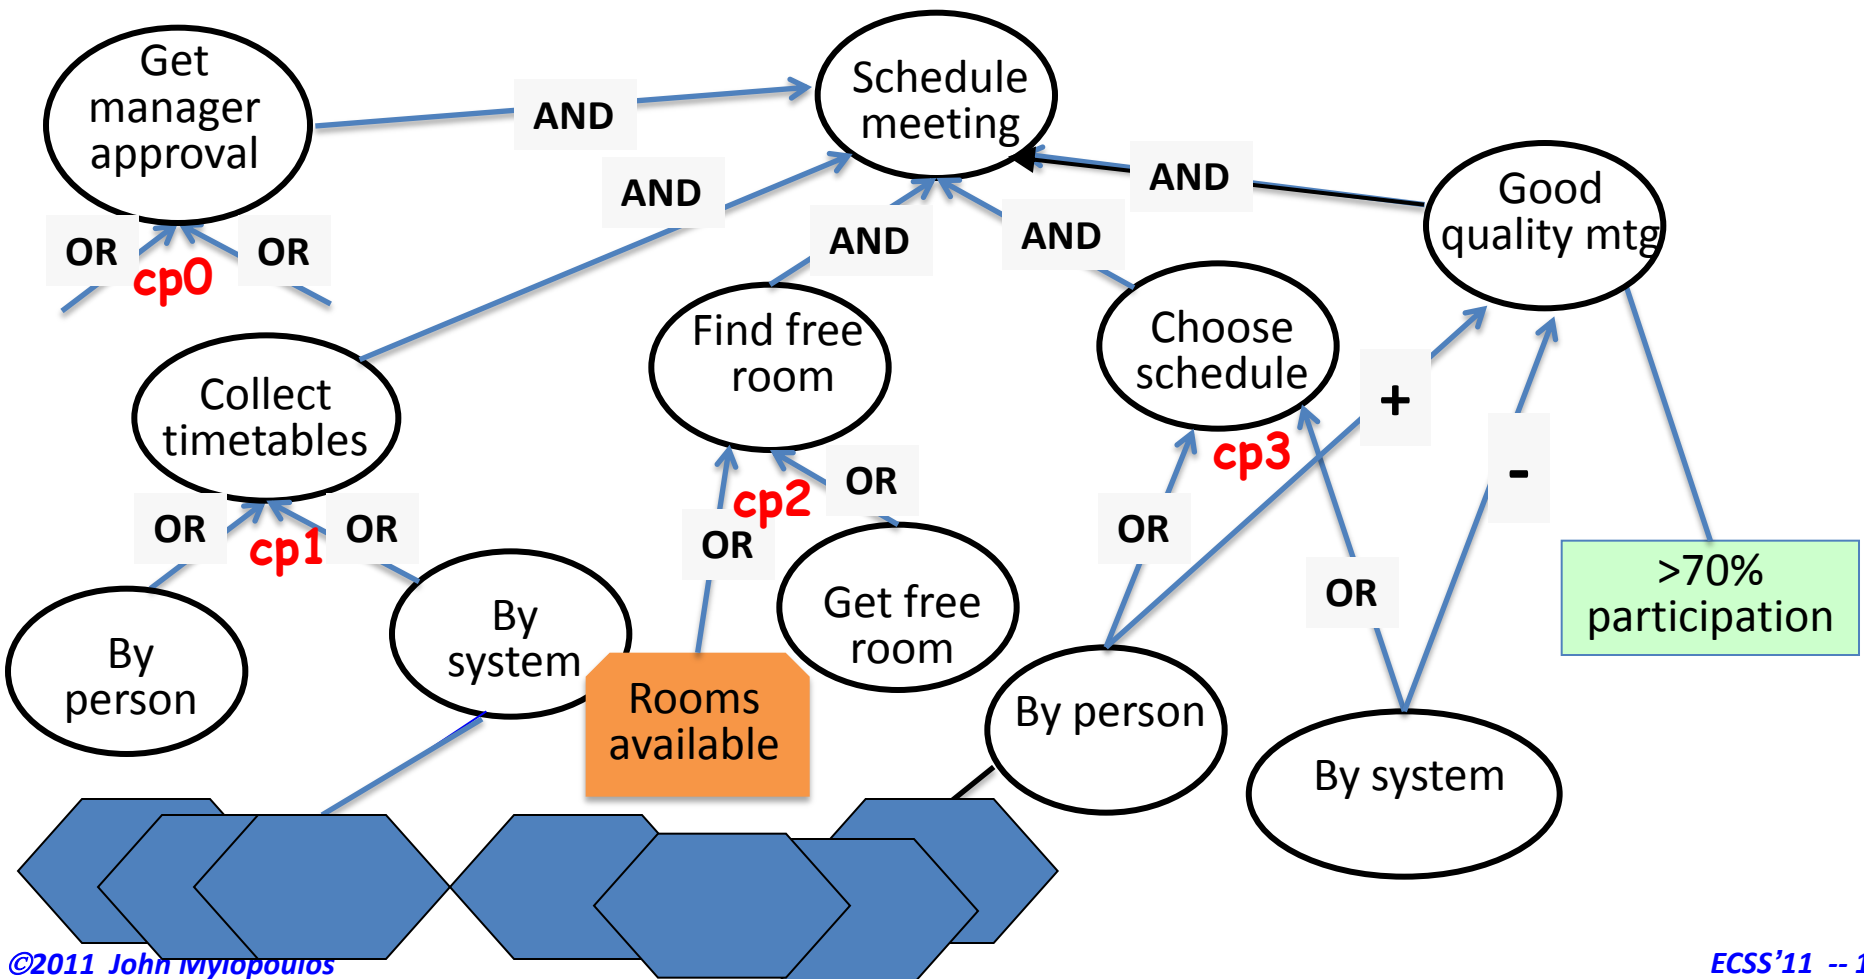 Get
manager
approval
AND
Schedule
meeting
AND
AND
Good
quality mtg
OR
OR
cp0
AND
AND
Find free
room
Choose
schedule
Collect
timetables
+
-
cp3
OR
OR
cp1
OR
cp2
OR
OR
OR
>70%
participation
By
person
By
system
Get free
room
Rooms
available
By person
By system
©2011 John Mylopoulos
ECSS’11 -- 1